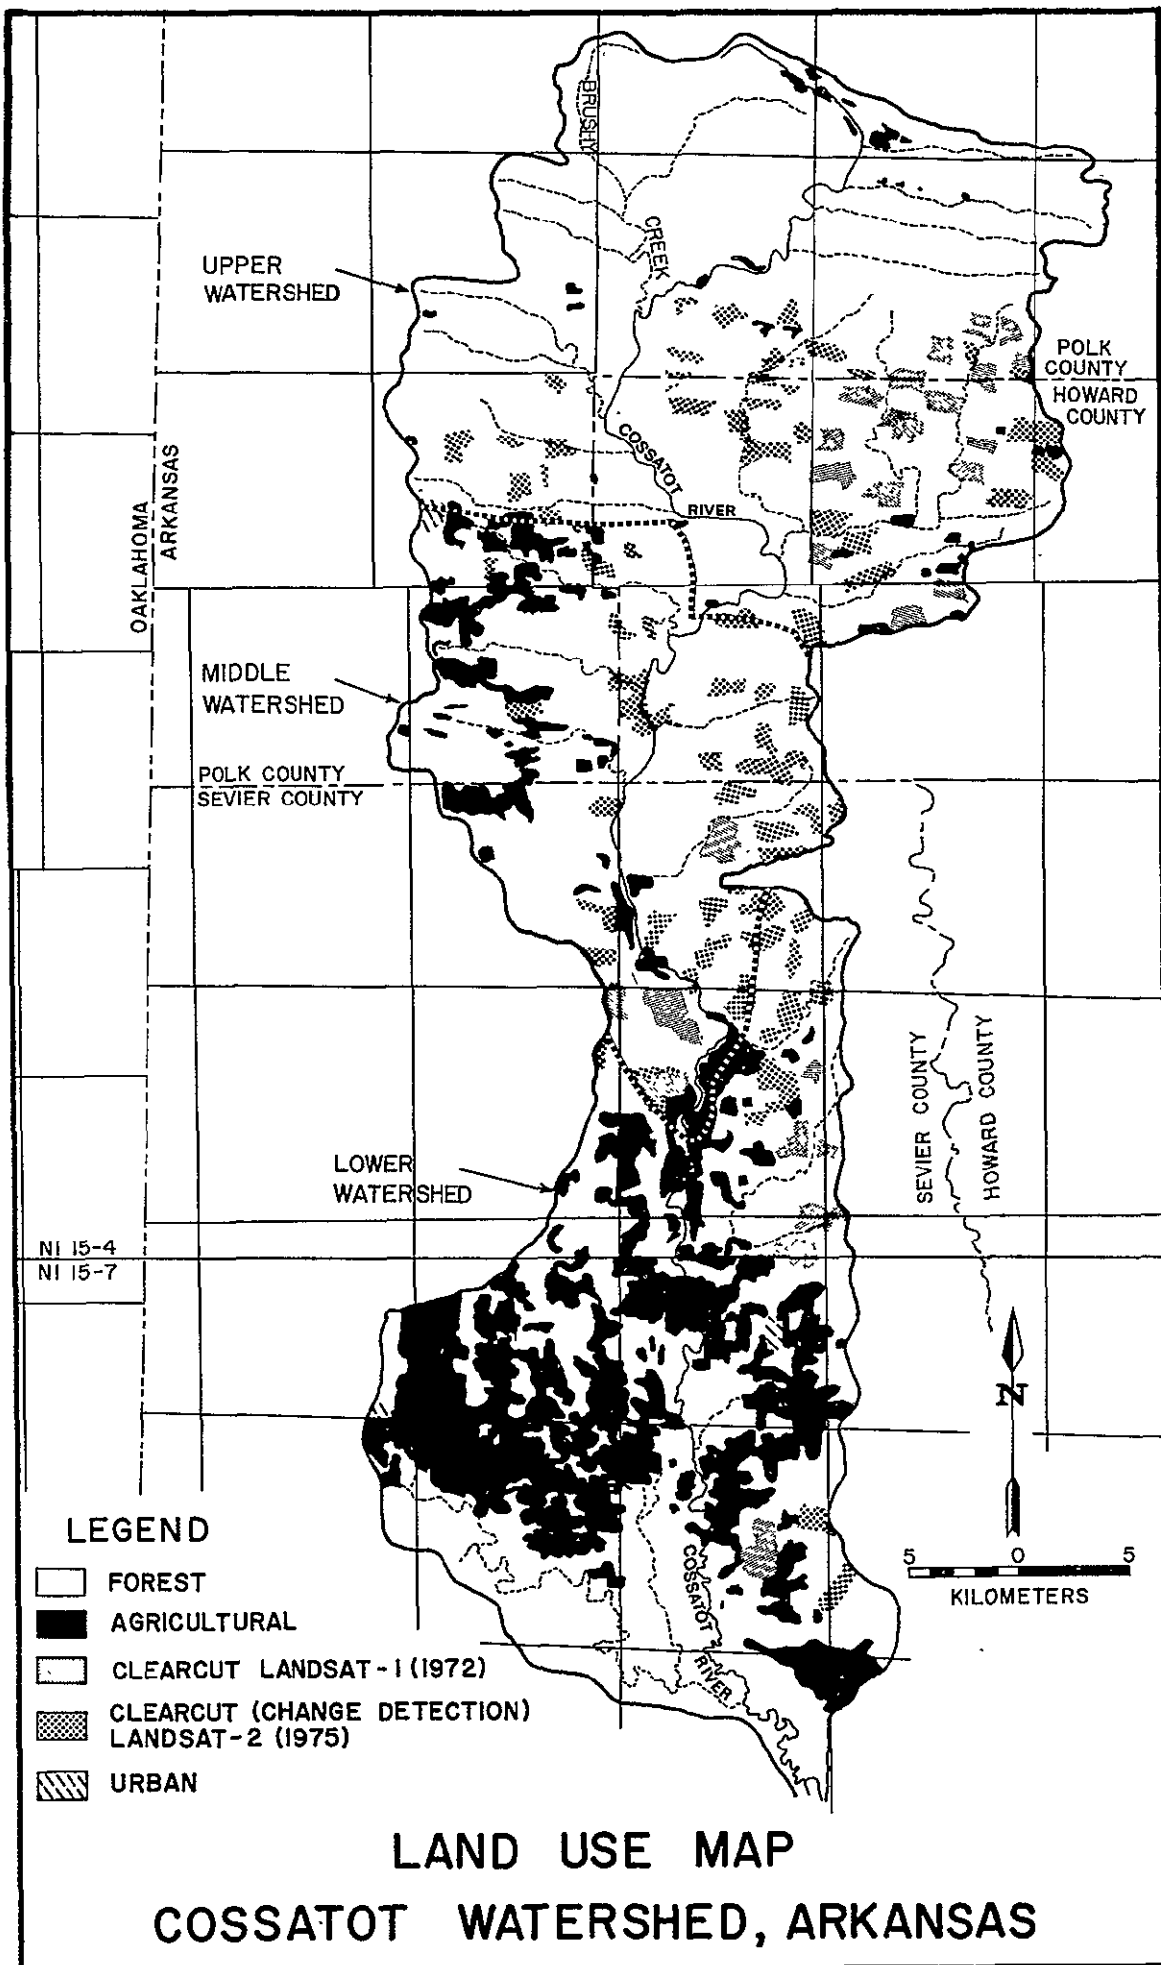 BRUSHY
CREEK
UPPER
WATERSHED
POLK
COUNTY
HOWARD
COUNTY
COSSATOT
RIVER
OAKLAHOMA
ARKANSAS
MIDDLE
WATERSHED
POLK COUNTY
SEVIER COUNTY
SEVIER COUNTY
HOWARD COUNTY
LOWER
WATERSHED
NI 15-4
NI 15-7
N
COSSATOT
RIVER
5 0 5
KILOMETERS
LEGEND
FOREST
AGRICULTURAL
CLEARCUT LANDSAT-1 (1972)
CLEARCUT (CHANGE DETECTION)
LANDSAT-2 (1975)
URBAN
LAND USE MAP
COSSATOT WATERSHED, ARKANSAS